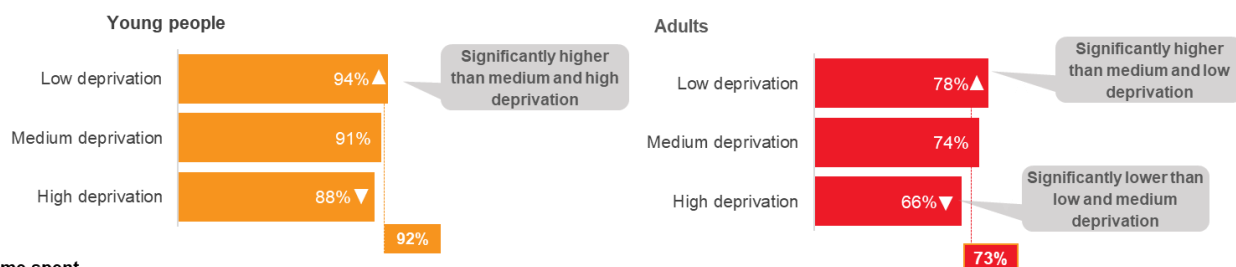 Young people
Significantly higher
than medium and high
deprivation
Low deprivation
94%
Medium deprivation
91%
High deprivation
88%
92%
Adults
Significantly higher
than medium and low
deprivation
Low deprivation
78%
Medium deprivation
74%
High deprivation
66%
Significantly lower than
low and medium
deprivation
73%
me spent